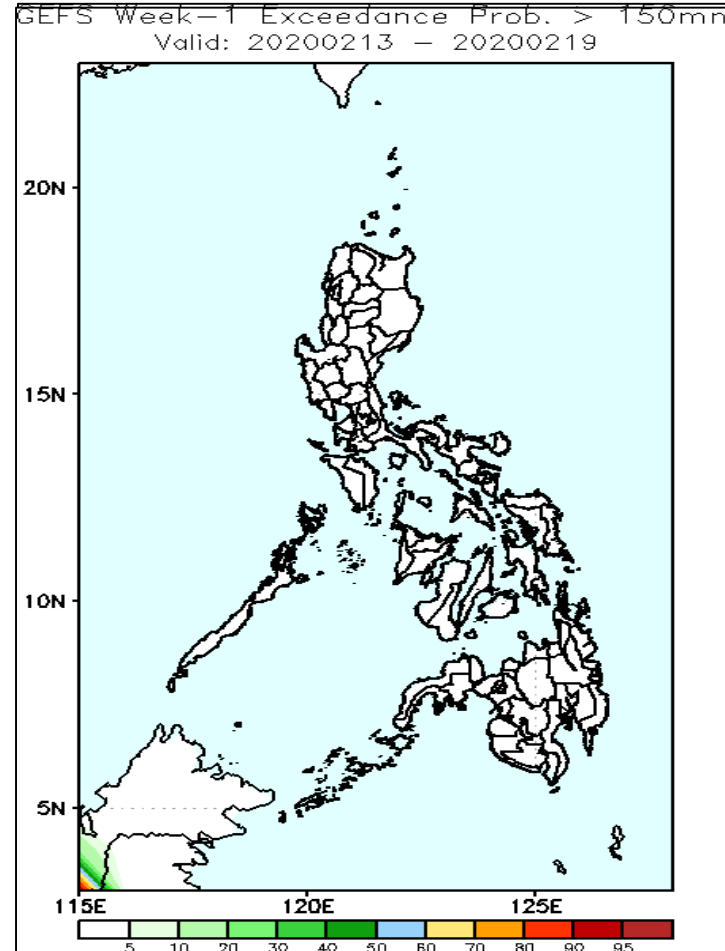 GEFS Week-1 Exceedance Prob. > 150mm
Valid: 20200213 - 20200219
20N
15N
10N
5N
115E 120E 125E
5 10 20 30 40 50 60 70 80 90 95